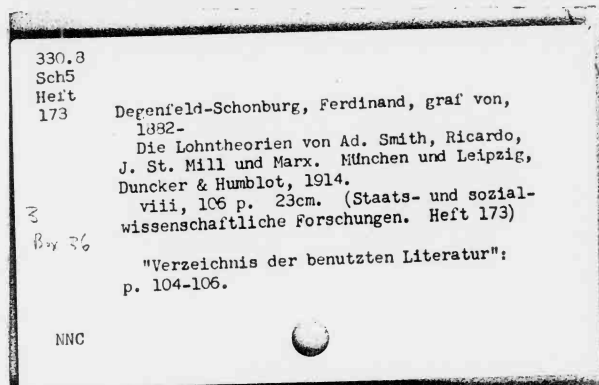 330.8
Sch5
Heft
173
Degenfeld-Schonburg, Ferdinand, graf von,
1882-
Die Lohntheorien von Ad. Smith, Ricardo,
J. St. Mill und Marx. München und Leipzig,
Duncker & Humblot, 1914.
viii, 106 p. 23cm. (Staats- und sozial-
wissenschaftliche Forschungen. Heft 173)
3
Box 36
"Verzeichnis der benutzten Literatur":
p. 104-106.
NNC